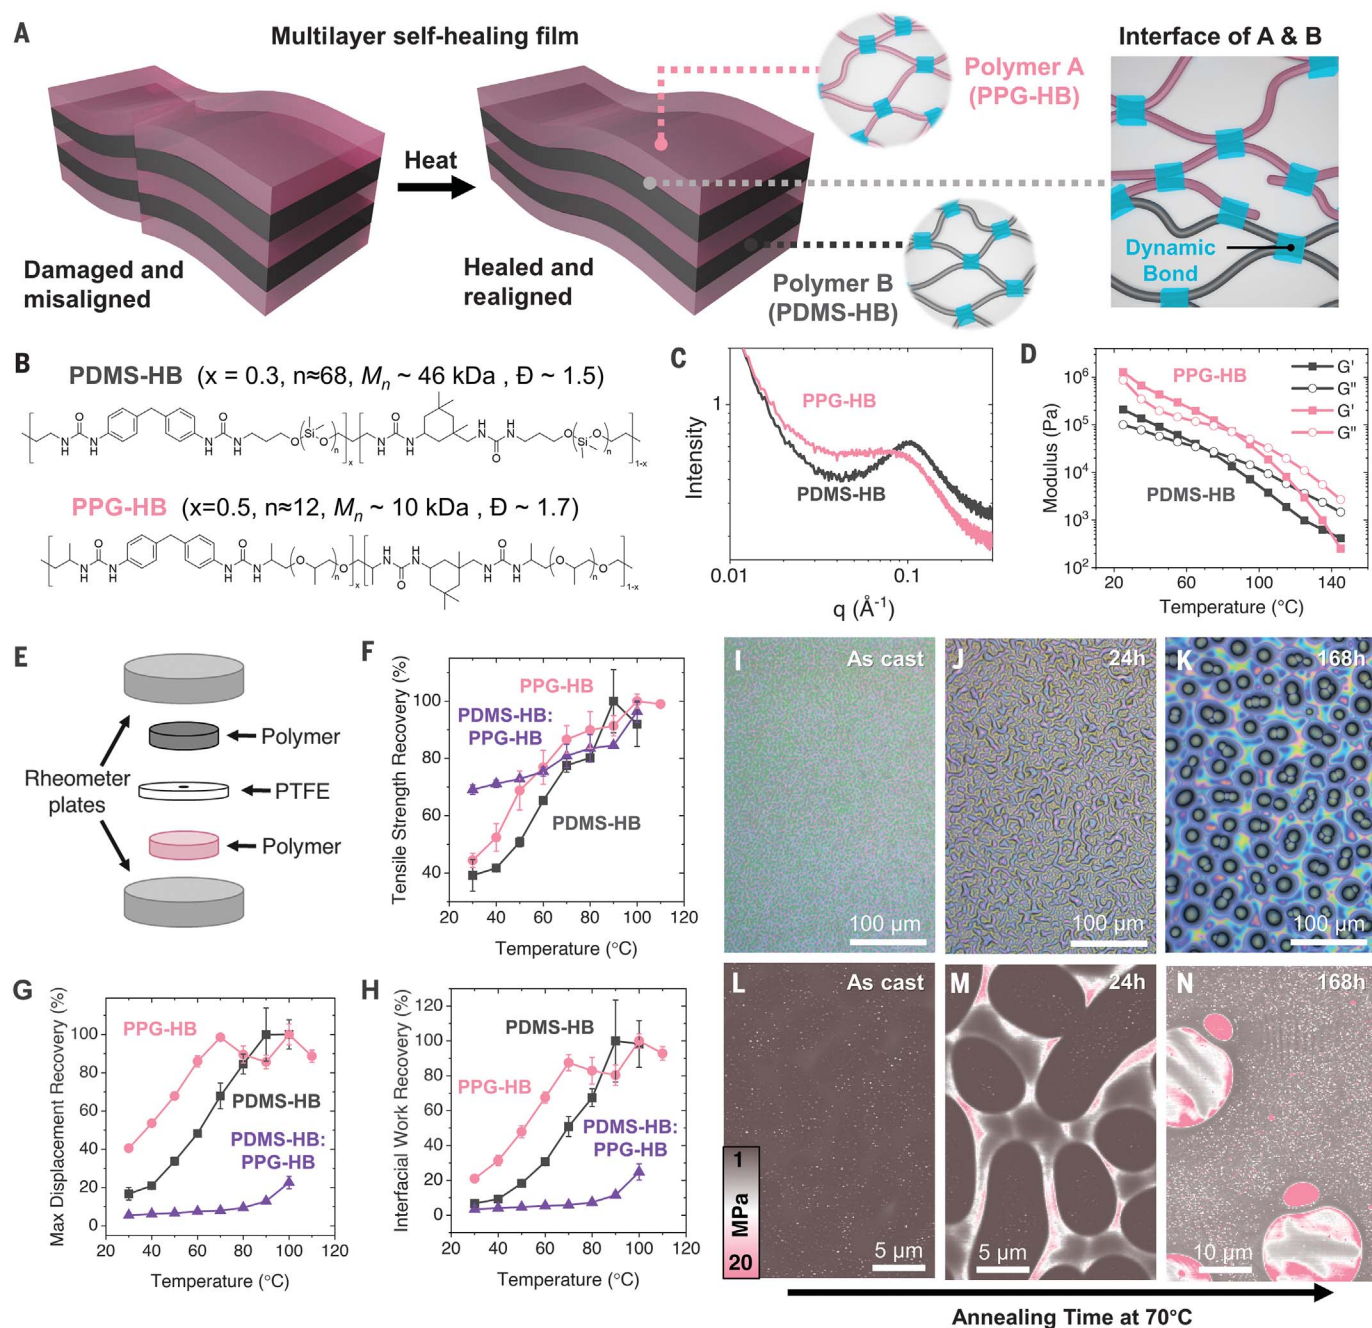 A
Multilayer self-healing film
Interface of A & B
Polymer A
(PPG-HB)
Heat
Dynamic
Bond
Damaged and
misaligned
Healed and
realigned
Polymer B
(PDMS-HB)
B
PDMS-HB (x = 0.3, n≈68, Mn ~ 46 kDa , Đ ~ 1.5)
PPG-HB (x=0.5, n≈12, Mn ~ 10 kDa , Đ ~ 1.7)
C
PPG-HB
PDMS-HB
1
Intensity
0.01 0.1
q (Å-1)
D
PPG-HB
PDMS-HB
G'
G''
G'
G''
10⁶
10⁵
10⁴
10³
10²
Modulus (Pa)
20 60 100 140
Temperature (°C)
E
Polymer
Rheometer
plates
PTFE
Polymer
F
PPG-HB
PDMS-HB:
PPG-HB
PDMS-HB
100
80
60
40
Tensile Strength Recovery (%)
20 40 60 80 100 120
Temperature (°C)
G
PPG-HB
PDMS-HB
PDMS-HB:
PPG-HB
100
80
60
40
20
0
Max Displacement Recovery (%)
20 40 60 80 100 120
Temperature (°C)
H
PDMS-HB
PPG-HB
PDMS-HB:
PPG-HB
120
100
80
60
40
20
0
Interfacial Work Recovery (%)
20 40 60 80 100 120
Temperature (°C)
I As cast
100 µm
J 24h
100 µm
K 168h
100 µm
L As cast
1
MPa
20
5 µm
M 24h
5 µm
N 168h
10 µm
Annealing Time at 70°C